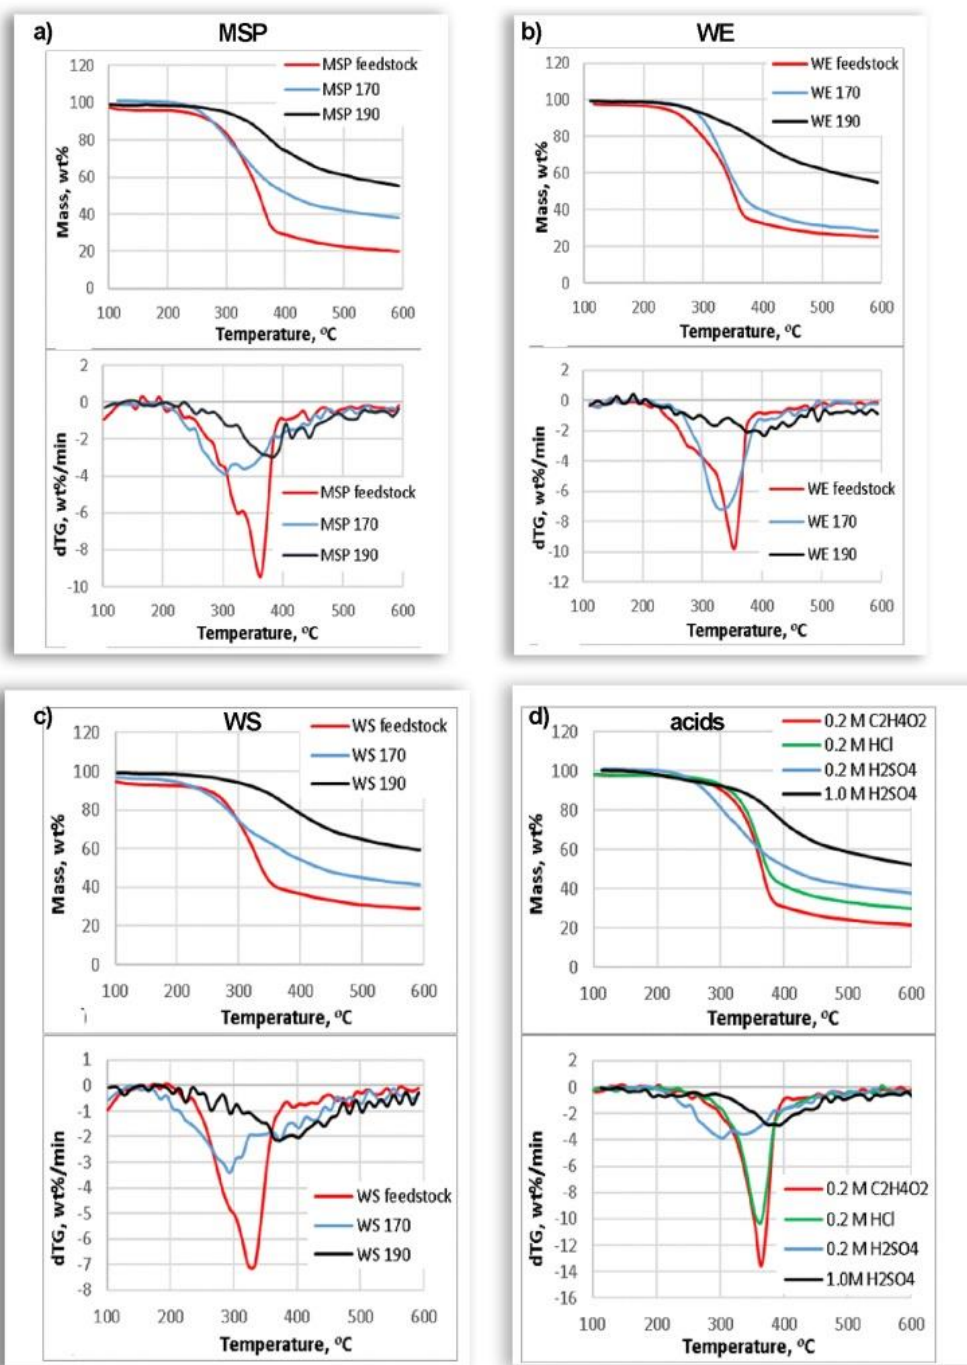 a) MSP
MSP feedstock
MSP 170
MSP 190
120
100
80
60
40
20
0
Mass, wt%
100 200 300 400 500 600
Temperature, ºC
2
0
-2
-4
-6
-8
-10
dTG, wt%/min
MSP feedstock
MSP 170
MSP 190
100 200 300 400 500 600
Temperature, ºC
b) WE
WE feedstock
WE 170
WE 190
120
100
80
60
40
20
0
Mass, wt%
100 200 300 400 500 600
Temperature, ºC
2
0
-2
-4
-6
-8
-10
-12
dTG, wt%/min
WE feedstock
WE 170
WE 190
100 200 300 400 500 600
Temperature, ºC
c) WS
WS feedstock
WS 170
WS 190
120
100
80
60
40
20
0
Mass, wt%
100 200 300 400 500 600
Temperature, ºC
1
0
-1
-2
-3
-4
-5
-6
-7
-8
dTG, wt%/min
WS feedstock
WS 170
WS 190
100 200 300 400 500 600
Temperature, ºC
d) acids
0.2 M C2H4O2
0.2 M HCl
0.2 M H2SO4
1.0 M H2SO4
120
100
80
60
40
20
0
Mass, wt%
100 200 300 400 500 600
Temperature, ºC
2
0
-2
-4
-6
-8
-10
-12
-14
-16
dTG, wt%/min
0.2 M C2H4O2
0.2 M HCl
0.2 M H2SO4
1.0M H2SO4
100 200 300 400 500 600
Temperature, ºC